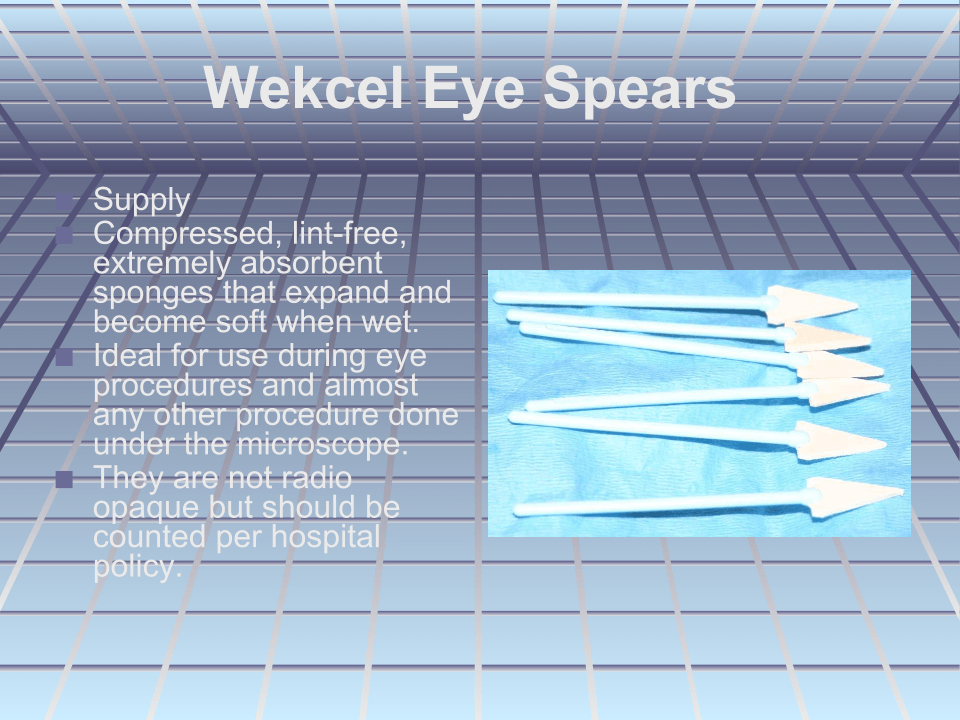 Wekcel Eye Spears
Supply
Compressed, lint-free,
extremely absorbent
sponges that expand and
become soft when wet.
Ideal for use during eye
procedures and almost
any other procedure done
under the microscope.
They are not radio
opaque but should be
counted per hospital
policy.